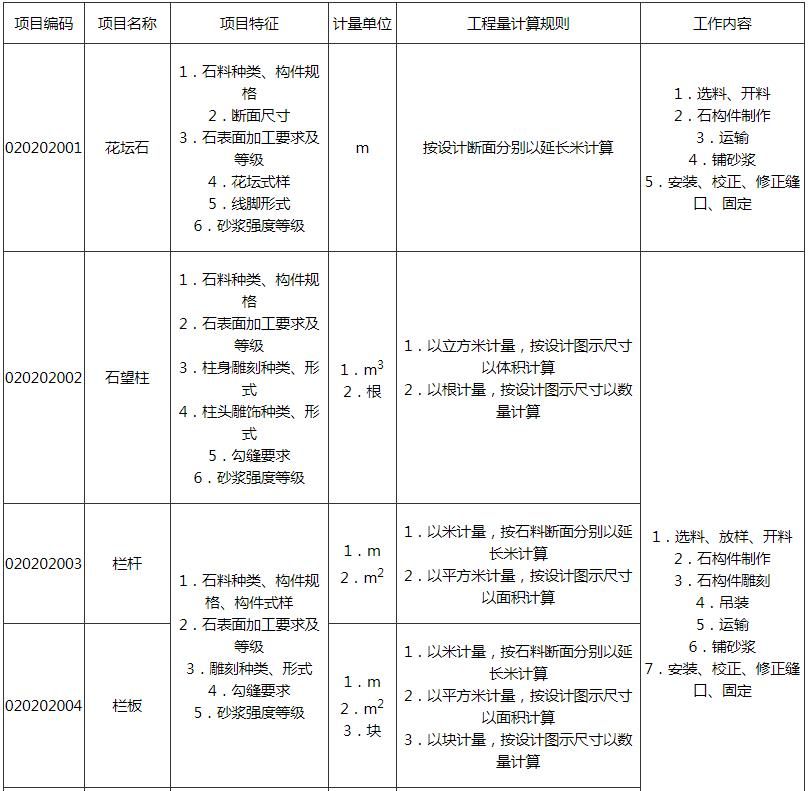 项目编码 项目名称 项目特征 计量单位 工程量计算规则 工作内容
020202001
花坛石
1．石料种类、构件规
格
2．断面尺寸
3．石表面加工要求及
等级
4．花坛式样
5．线脚形式
6．砂浆强度等级
m
按设计断面分别以延长米计算
1．选料、开料
2．石构件制作
3．运输
4．铺砂浆
5．安装、校正、修正缝
口、固定
020202002
石望柱
1．石料种类、构件规
格
2．石表面加工要求及
等级
3．柱身雕刻种类、形
式
4．柱头雕饰种类、形
式
5．勾缝要求
6．砂浆强度等级
1．m³
2．根
1．以立方米计量，按设计图示尺寸
以体积计算
2．以根计量，按设计图示尺寸以数
量计算
1．选料、放样、开料
2．石构件制作
3．石构件雕刻
4．吊装
5．运输
6．铺砂浆
7．安装、校正、修正缝
口、固定
020202003
栏杆
1．石料种类、构件规
格、构件式样
2．石表面加工要求及
等级
3．雕刻种类、形式
4．勾缝要求
5．砂浆强度等级
1．m
2．m²
1．以米计量，按石料断面分别以延
长米计算
2．以平方米计量，按设计图示尺寸
以面积计算
020202004
栏板
1．m
2．m²
3．块
1．以米计量，按石料断面分别以延
长米计算
2．以平方米计量，按设计图示尺寸
以面积计算
3．以块计量，按设计图示尺寸以数
量计算